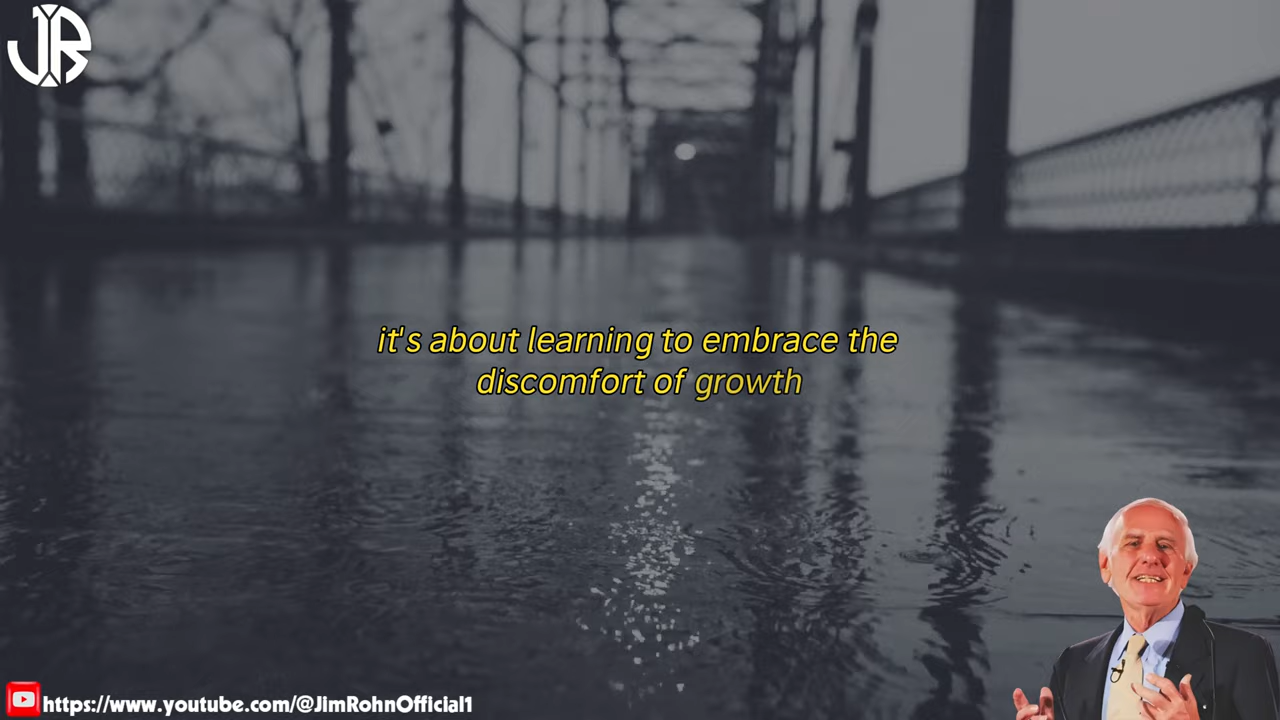 JR
it's about learning to embrace the
discomfort of growth
https://www.youtube.com/@JimRohnOfficial1